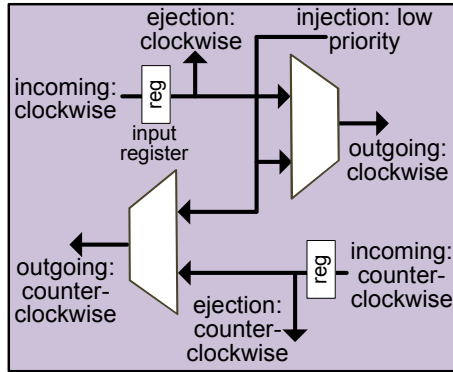 ejection:
clockwise
injection: low
priority
incoming:
clockwise
reg
input
register
outgoing:
clockwise
outgoing:
counter-
clockwise
reg
incoming:
counter-
clockwise
ejection:
counter-
clockwise